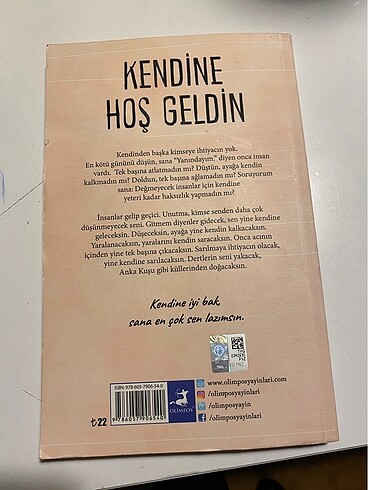 KENDİNE
HOŞ GELDİN
Kendinden başka kimseye ihtiyacın yok.
En kötü gününü düşün, sana "Yanındayım." diyen onca insan
vardı. Tek başına atlatmadın mı? Düştün, ayağa kendin
kalkmadın mı? Doldun, tek başına ağlamadın mı? Soruyorum
sana: Değmeyecek insanlar için kendine
yeteri kadar haksızlık yapmadın mı?
İnsanlar gelip geçici. Unutma, kimse senden daha çok
düşünmeyecek seni. Gitmem diyenler gidecek, sen yine kendine
geleceksin. Düşeceksin, ayağa yine kendin kalkacaksın.
Yaralanacaksın, yaralarını kendin saracaksın. Onca acının
içinden yine tek başına çıkacaksın. Sarılmaya ihtiyacın olacak,
yine kendine sarılacaksın. Dertlerin seni yakacak,
Anka Kuşu gibi küllerinden doğacaksın.
Kendine iyi bak,
sana en çok sen lazımsın.
ISBN: 978-605-7906-54-0
₺22
9786057906540
OLİMPOS
www.olimposyayinlari.com
/olimposyayinlari
/olimposyayin
/olimposyayinlari